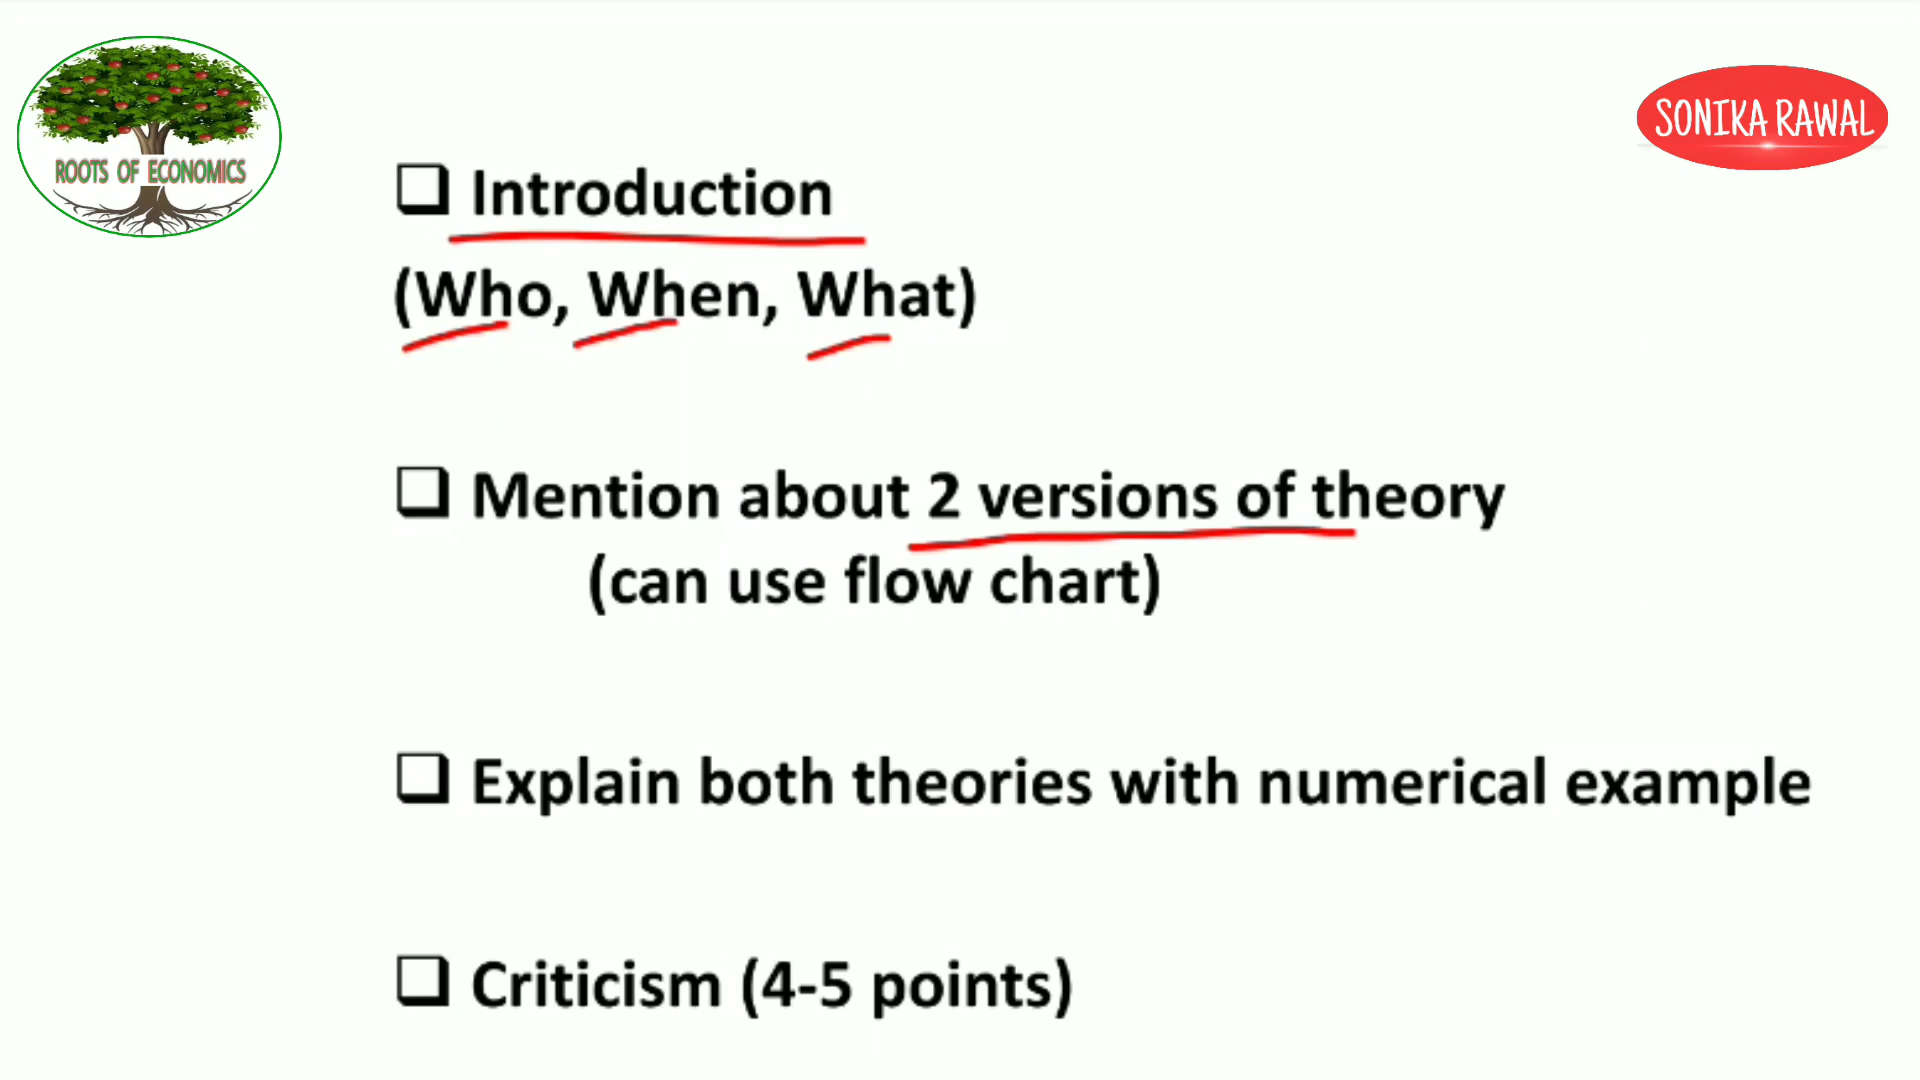 ROOTS OF ECONOMICS
SONIKA RAWAL
Introduction
(Who, When, What)
Mention about 2 versions of theory
(can use flow chart)
Explain both theories with numerical example
Criticism (4-5 points)